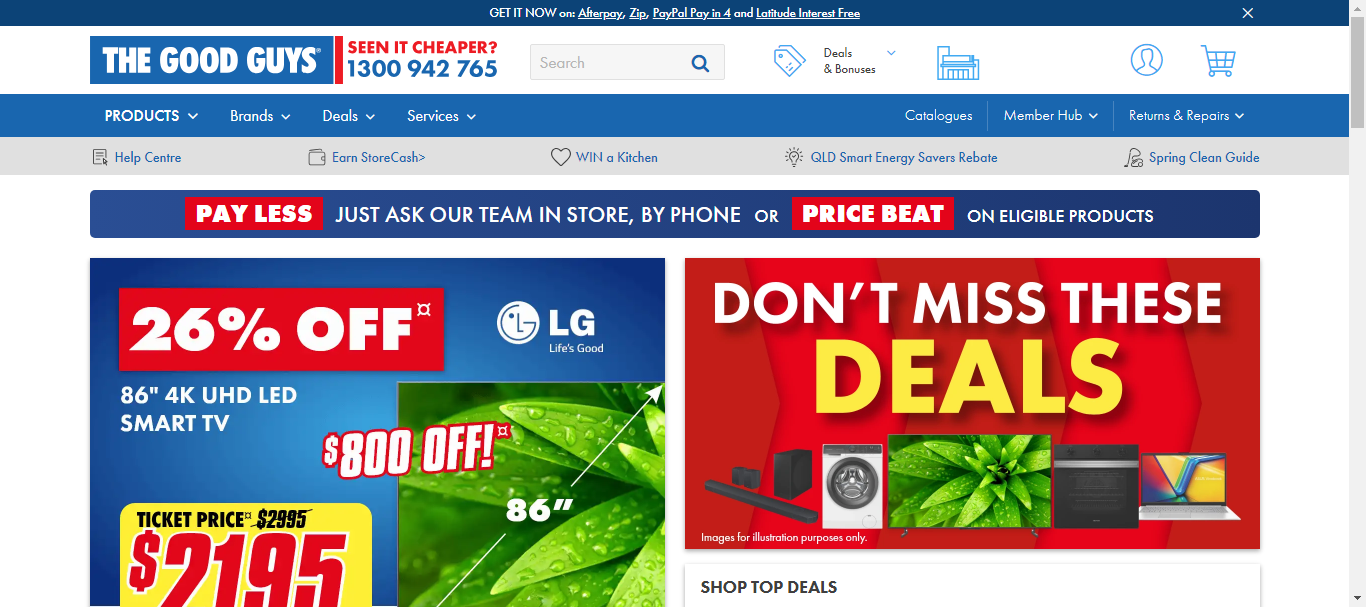 GET IT NOW on: Afterpay, Zip, PayPal Pay in 4 and Latitude Interest Free
THE GOOD GUYS®
SEEN IT CHEAPER?
1300 942 765
Search
Deals
& Bonuses
PRODUCTS
Brands
Deals
Services
Catalogues
Member Hub
Returns & Repairs
Help Centre
Earn StoreCash>
WIN a Kitchen
QLD Smart Energy Savers Rebate
Spring Clean Guide
PAY LESS JUST ASK OUR TEAM IN STORE, BY PHONE OR PRICE BEAT ON ELIGIBLE PRODUCTS
26% OFF¤
LG
Life's Good
86" 4K UHD LED
SMART TV
$800 OFF!¤
86"
TICKET PRICE¤ $2995
$2195
DON'T MISS THESE
DEALS
Images for illustration purposes only.
SHOP TOP DEALS